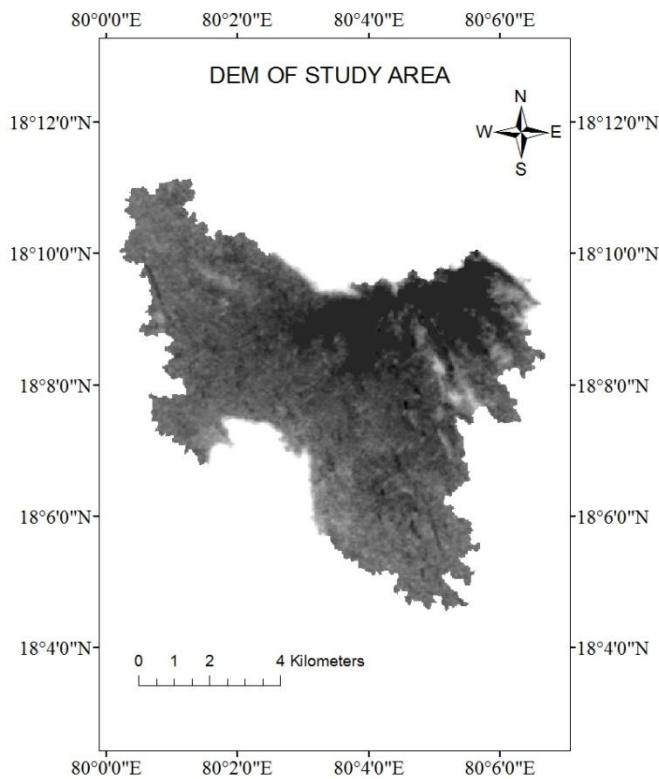 80°0'0"E 80°2'0"E 80°4'0"E 80°6'0"E
DEM OF STUDY AREA
N
W E
S
18°12'0"N 18°12'0"N
18°10'0"N 18°10'0"N
18°8'0"N 18°8'0"N
18°6'0"N 18°6'0"N
18°4'0"N 18°4'0"N
0 1 2 4 Kilometers
80°0'0"E 80°2'0"E 80°4'0"E 80°6'0"E